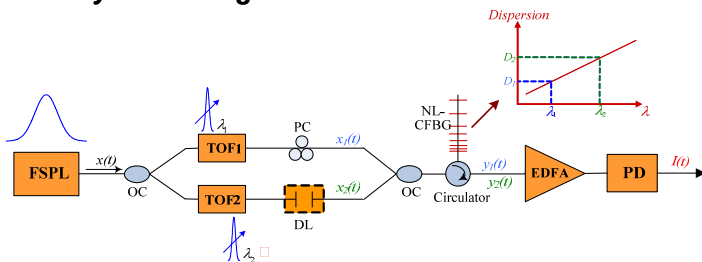 Dispersion
D₂
D₁
λ₁
λ₂
λ
NL-
CFBG
λ₁
PC
TOF1
x₁(t)
FSPL
x(t)
OC
OC
y₁(t)
y₂(t)
Circulator
EDFA
PD
I(t)
TOF2
x₂(t)
DL
λ₂